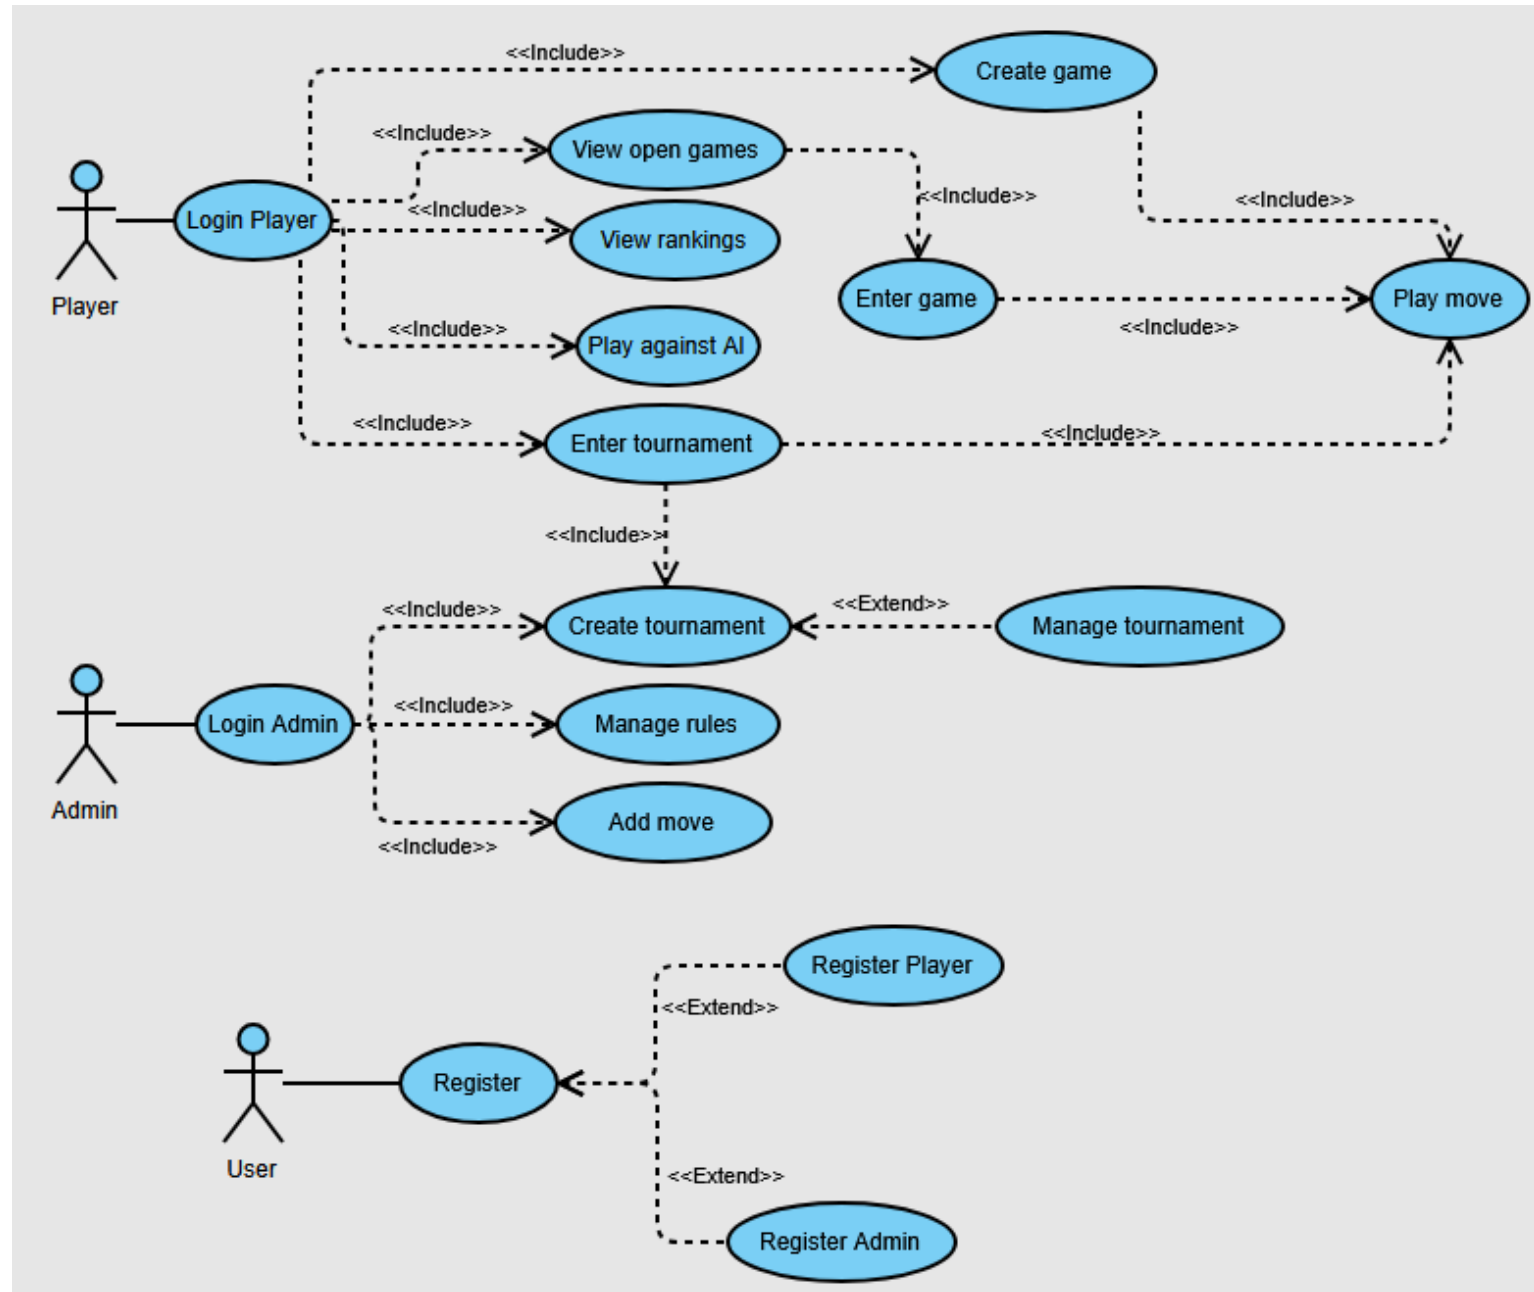 <<Include>>
Create game
<<Include>>
View open games
<<Include>>
<<Include>>
<<Include>>
Login Player
View rankings
Player
Enter game
Play move
<<Include>>
<<Include>>
Play against AI
<<Include>>
<<Include>>
Enter tournament
<<Include>>
<<Include>>
<<Extend>>
Create tournament
Manage tournament
<<Include>>
Login Admin
Manage rules
Admin
Add move
<<Include>>
Register Player
<<Extend>>
Register
User
<<Extend>>
Register Admin